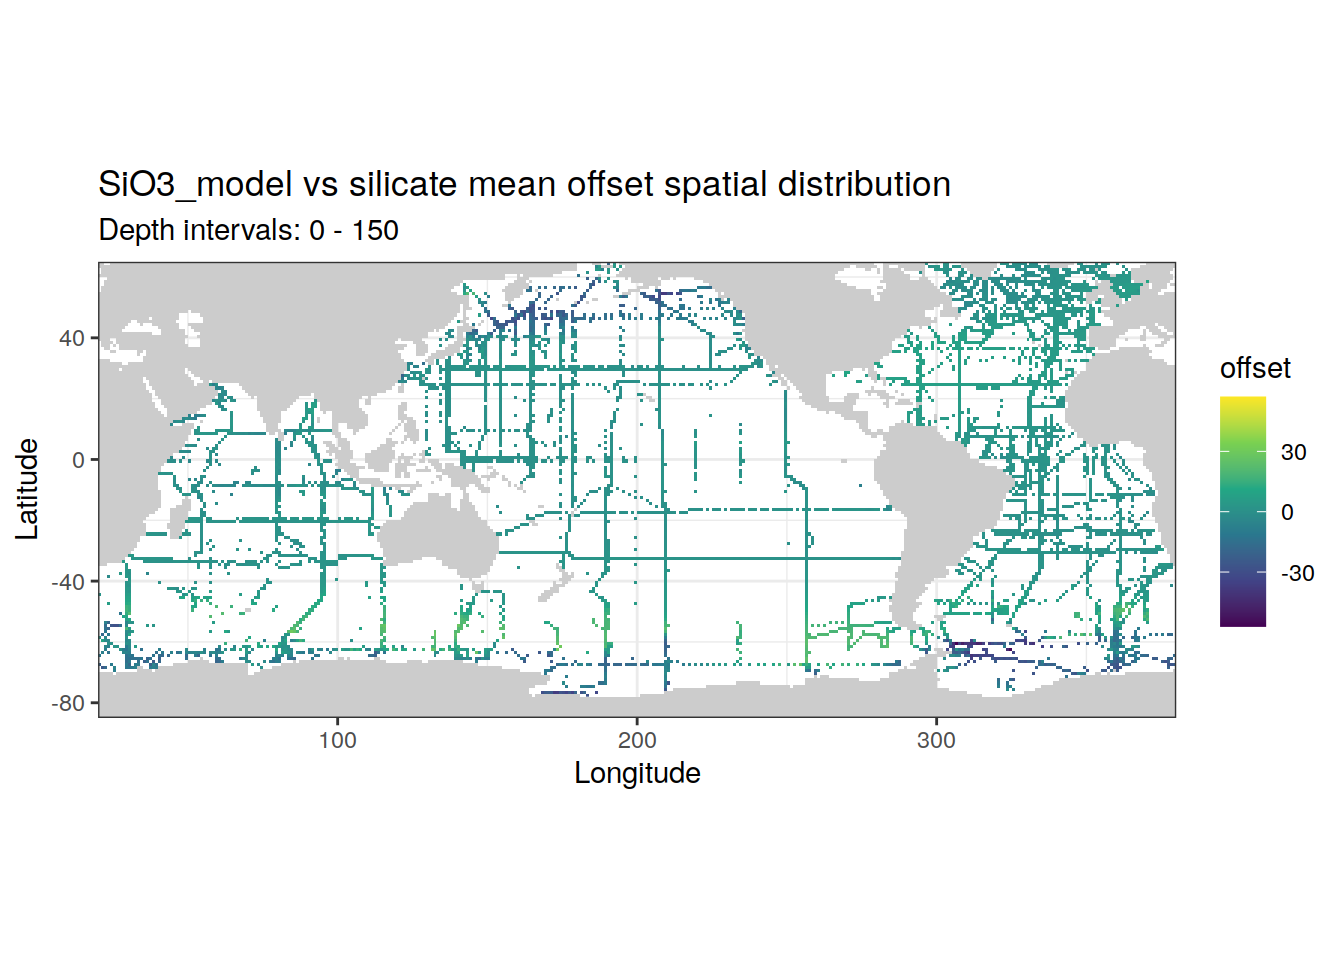 SiO3_model vs silicate mean offset spatial distribution
Depth intervals: 0 - 150
offset
30
0
-30
40
0
-40
-80
Latitude
100 200 300
Longitude